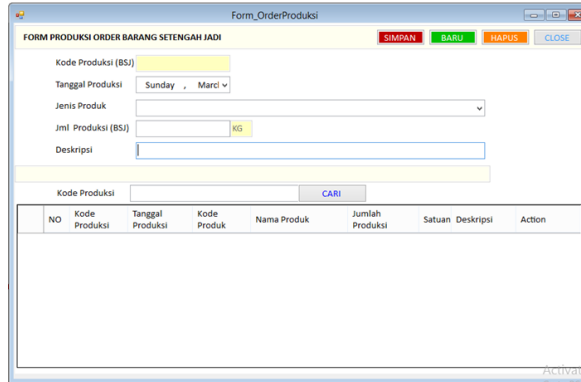 Form_OrderProduksi
FORM PRODUKSI ORDER BARANG SETENGAH JADI
SIMPAN BARU HAPUS CLOSE
Kode Produksi (BSJ)
Tanggal Produksi Sunday , Marcl
Jenis Produk
Jml Produksi (BSJ) KG
Deskripsi
Kode Produksi CARI
NO Kode Produksi Tanggal Produksi Kode Produk Nama Produk Jumlah Produksi Satuan Deskripsi Action
Activat